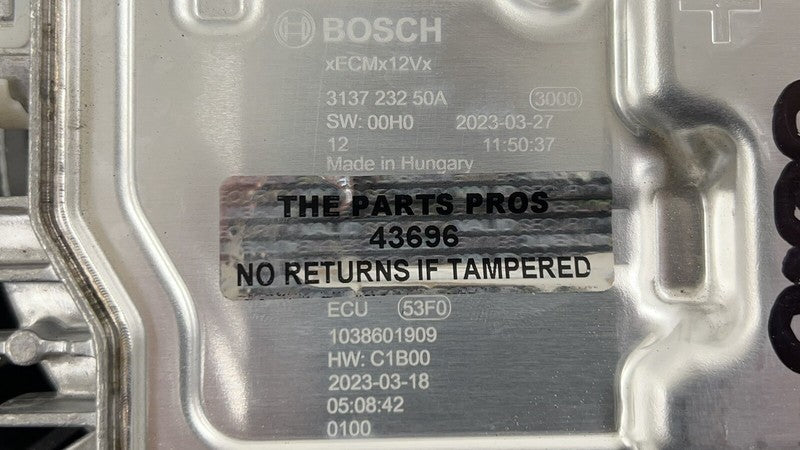 BOSCH
xECMx12Vx
3137 232 50A 3000
SW: 00H0 2023-03-27
12 11:50:37
Made in Hungary
THE PARTS PROS
43696
NO RETURNS IF TAMPERED
ECU 53F0
1038601909
HW: C1B00
2023-03-18
05:08:42
0100